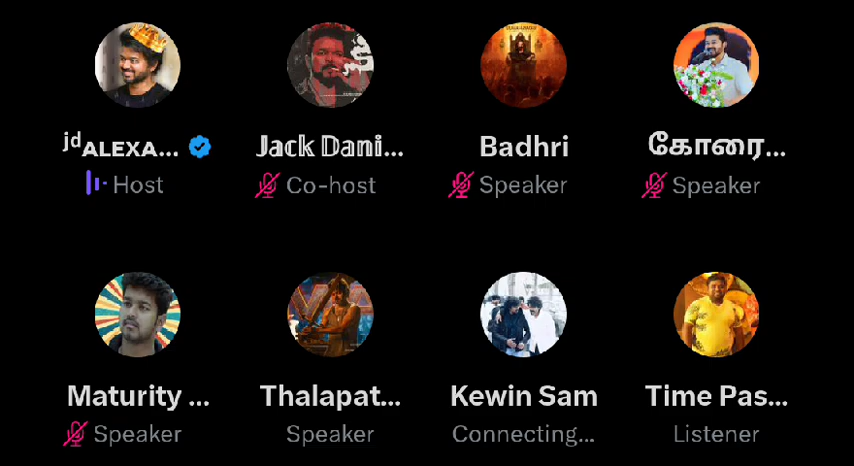 jdALEXA...
Host
Jack Dani...
Co-host
Badhri
Speaker
கோரை...
Speaker
Maturity ...
Speaker
Thalapat...
Speaker
Kewin Sam
Connecting...
Time Pas...
Listener